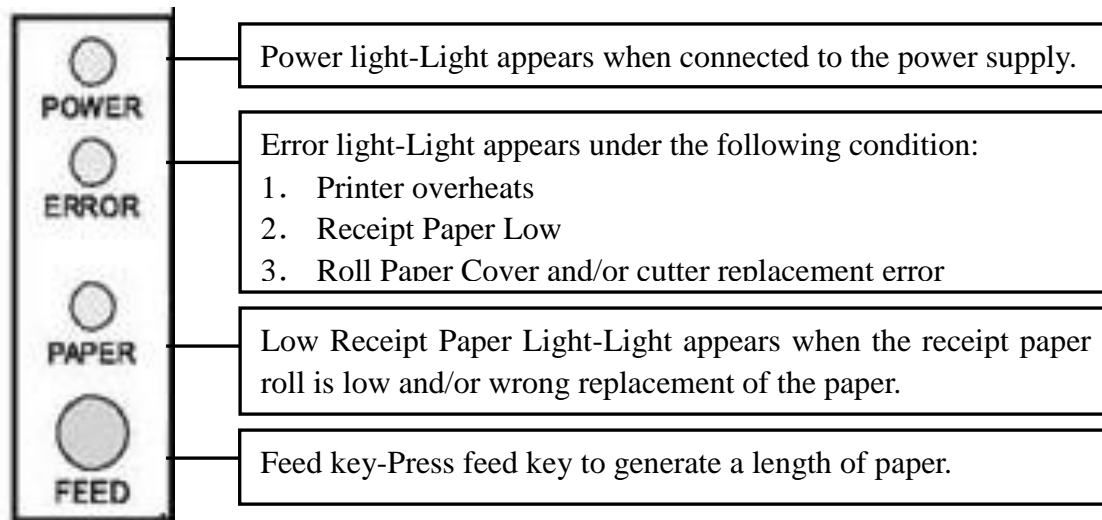 POWER
Power light-Light appears when connected to the power supply.
ERROR
Error light-Light appears under the following condition:
1. Printer overheats
2. Receipt Paper Low
3. Roll Paper Cover and/or cutter replacement error
PAPER
Low Receipt Paper Light-Light appears when the receipt paper
roll is low and/or wrong replacement of the paper.
FEED
Feed key-Press feed key to generate a length of paper.